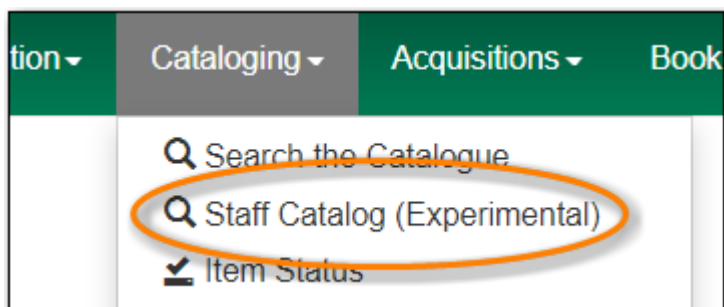 tion Cataloging Acquisitions Book
Search the Catalogue
Staff Catalog (Experimental)
Item Status